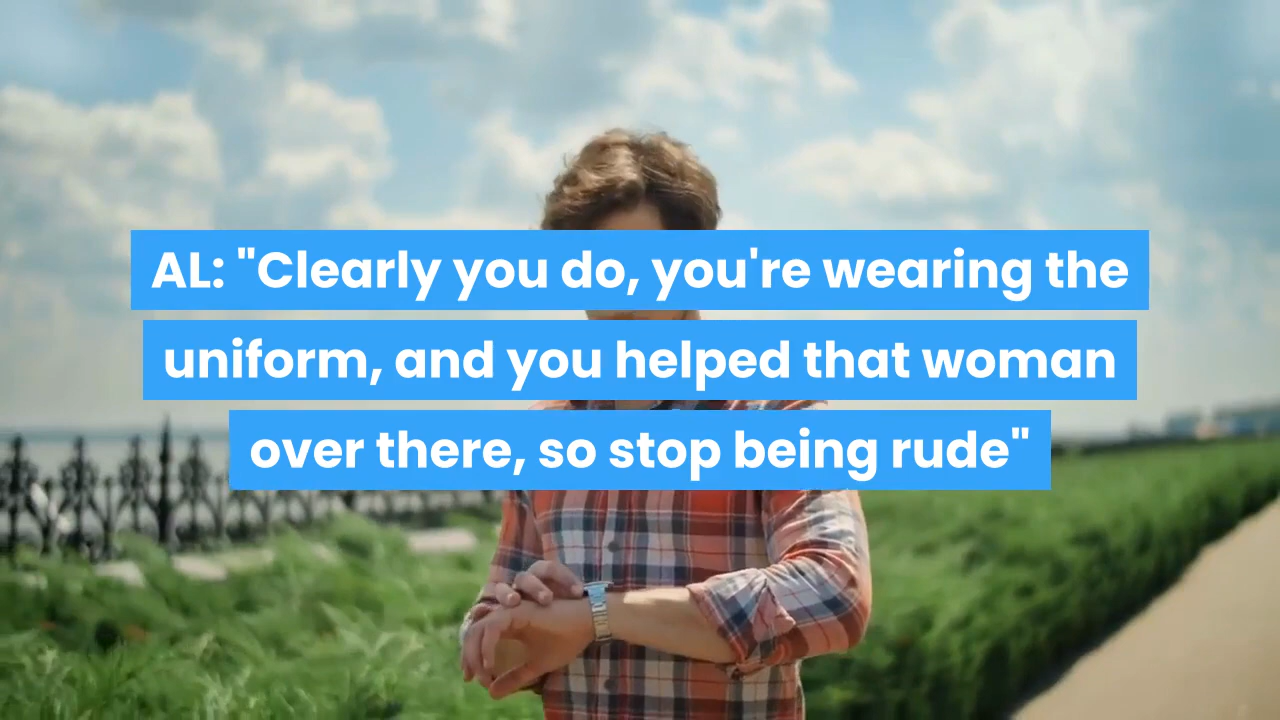 AL: "Clearly you do, you're wearing the
uniform, and you helped that woman
over there, so stop being rude"